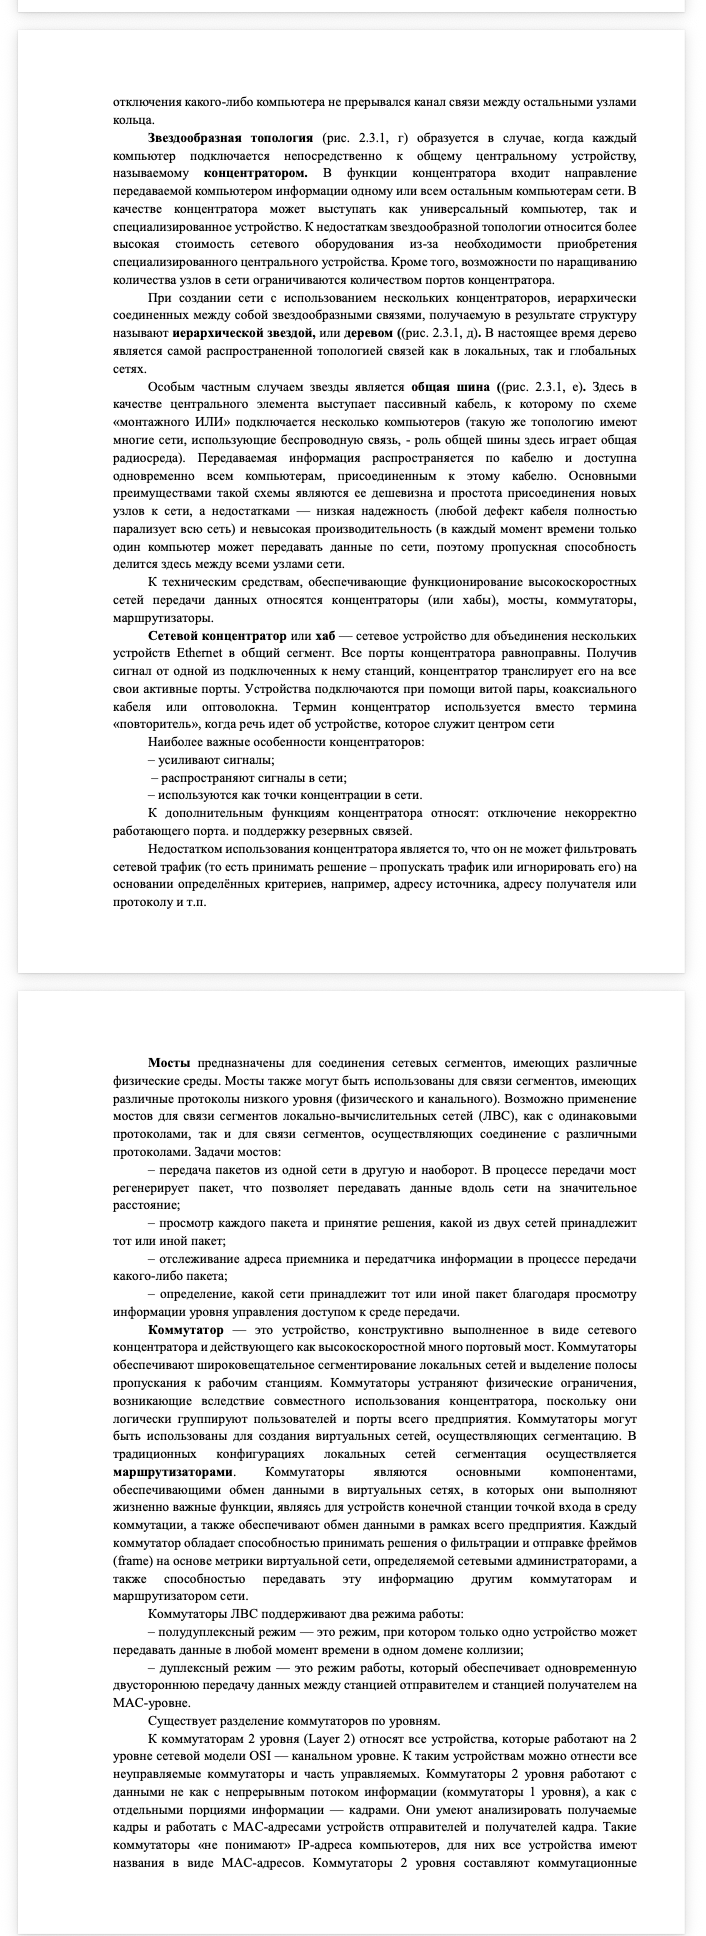 отключения какого-либо компьютера не прерывался канал связи между остальными узлами
кольца.
Звездообразная топология (рис. 2.3.1, г) образуется в случае, когда каждый
компьютер подключается непосредственно к общему центральному устройству,
называемому концентратором. В функции концентратора входит направление
передаваемой компьютером информации одному или всем остальным компьютерам сети. В
качестве концентратора может выступать как универсальный компьютер, так и
специализированное устройство. К недостаткам звездообразной топологии относится более
высокая стоимость сетевого оборудования из-за необходимости приобретения
специализированного центрального устройства. Кроме того, возможности по наращиванию
количества узлов в сети ограничиваются количеством портов концентратора.
При создании сети с использованием нескольких концентраторов, иерархически
соединенных между собой звездообразными связями, получаемую в результате структуру
называют иерархической звездой, или деревом ((рис. 2.3.1, д). В настоящее время дерево
является самой распространенной топологией связей как в локальных, так и глобальных
сетях.
Особым частным случаем звезды является общая шина ((рис. 2.3.1, е). Здесь в
качестве центрального элемента выступает пассивный кабель, к которому по схеме
«монтажного ИЛИ» подключается несколько компьютеров (такую же топологию имеют
многие сети, использующие беспроводную связь, - роль общей шины здесь играет общая
радиосреда). Передаваемая информация распространяется по кабелю и доступна
одновременно всем компьютерам, присоединенным к этому кабелю. Основными
преимуществами такой схемы являются ее дешевизна и простота присоединения новых
узлов к сети, а недостатками — низкая надежность (любой дефект кабеля полностью
парализует всю сеть) и невысокая производительность (в каждый момент времени только
один компьютер может передавать данные по сети, поэтому пропускная способность
делится здесь между всеми узлами сети.
К техническим средствам, обеспечивающие функционирование высокоскоростных
сетей передачи данных относятся концентраторы (или хабы), мосты, коммутаторы,
маршрутизаторы.
Сетевой концентратор или хаб — сетевое устройство для объединения нескольких
устройств Ethernet в общий сегмент. Все порты концентратора равноправны. Получив
сигнал от одной из подключенных к нему станций, концентратор транслирует его на все
свои активные порты. Устройства подключаются при помощи витой пары, коаксиального
кабеля или оптоволокна. Термин концентратор используется вместо термина
«повторитель», когда речь идет об устройстве, которое служит центром сети
Наиболее важные особенности концентраторов:
– усиливают сигналы;
– распространяют сигналы в сети;
– используются как точки концентрации в сети.
К дополнительным функциям концентратора относят: отключение некорректно
работающего порта. и поддержку резервных связей.
Недостатком использования концентратора является то, что он не может фильтровать
сетевой трафик (то есть принимать решение – пропускать трафик или игнорировать его) на
основании определённых критериев, например, адресу источника, адресу получателя или
протоколу и т.п.
Мосты предназначены для соединения сетевых сегментов, имеющих различные
физические среды. Мосты также могут быть использованы для связи сегментов, имеющих
различные протоколы низкого уровня (физического и канального). Возможно применение
мостов для связи сегментов локально-вычислительных сетей (ЛВС), как с одинаковыми
протоколами, так и для связи сегментов, осуществляющих соединение с различными
протоколами. Задачи мостов:
– передача пакетов из одной сети в другую и наоборот. В процессе передачи мост
регенерирует пакет, что позволяет передавать данные вдоль сети на значительное
расстояние;
– просмотр каждого пакета и принятие решения, какой из двух сетей принадлежит
тот или иной пакет;
– отслеживание адреса приемника и передатчика информации в процессе передачи
какого-либо пакета;
– определение, какой сети принадлежит тот или иной пакет благодаря просмотру
информации уровня управления доступом к среде передачи.
Коммутатор — это устройство, конструктивно выполненное в виде сетевого
концентратора и действующего как высокоскоростной много портовый мост. Коммутаторы
обеспечивают широковещательное сегментирование локальных сетей и выделение полосы
пропускания к рабочим станциям. Коммутаторы устраняют физические ограничения,
возникающие вследствие совместного использования концентратора, поскольку они
логически группируют пользователей и порты всего предприятия. Коммутаторы могут
быть использованы для создания виртуальных сетей, осуществляющих сегментацию. В
традиционных конфигурациях локальных сетей сегментация осуществляется
маршрутизаторами. Коммутаторы являются основными компонентами,
обеспечивающими обмен данными в виртуальных сетях, в которых они выполняют
жизненно важные функции, являясь для устройств конечной станции точкой входа в среду
коммутации, а также обеспечивают обмен данными в рамках всего предприятия. Каждый
коммутатор обладает способностью принимать решения о фильтрации и отправке фреймов
(frame) на основе метрики виртуальной сети, определяемой сетевыми администраторами, а
также способностью передавать эту информацию другим коммутаторам и
маршрутизатором сети.
Коммутаторы ЛВС поддерживают два режима работы:
– полудуплексный режим — это режим, при котором только одно устройство может
передавать данные в любой момент времени в одном домене коллизии;
– дуплексный режим — это режим работы, который обеспечивает одновременную
двустороннюю передачу данных между станцией отправителем и станцией получателем на
МАС-уровне.
Существует разделение коммутаторов по уровням.
К коммутаторам 2 уровня (Layer 2) относят все устройства, которые работают на 2
уровне сетевой модели OSI — канальном уровне. К таким устройствам можно отнести все
неуправляемые коммутаторы и часть управляемых. Коммутаторы 2 уровня работают с
данными не как с непрерывным потоком информации (коммутаторы 1 уровня), а как с
отдельными порциями информации — кадрами. Они умеют анализировать получаемые
кадры и работать с MAC-адресами устройств отправителей и получателей кадра. Такие
коммутаторы «не понимают» IP-адреса компьютеров, для них все устройства имеют
названия в виде MAC-адресов. Коммутаторы 2 уровня составляют коммутационные